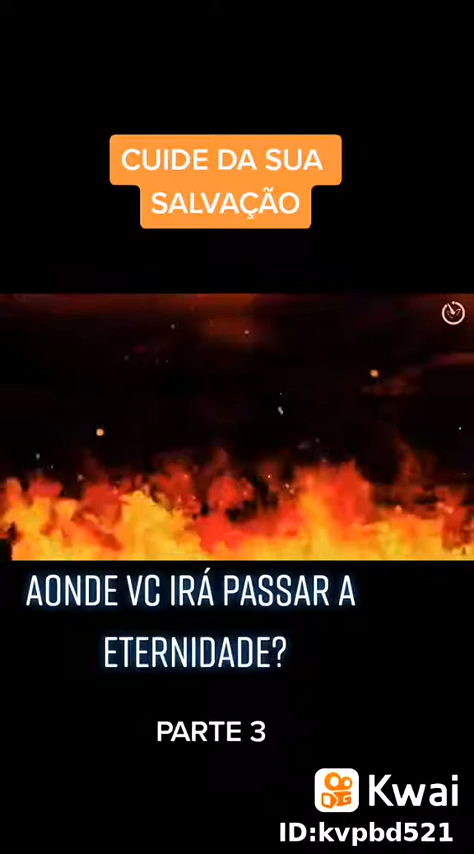 CUIDE DA SUA
SALVAÇÃO
AONDE VC IRÁ PASSAR A
ETERNIDADE?
PARTE 3
Kwai
ID:kvpbd521